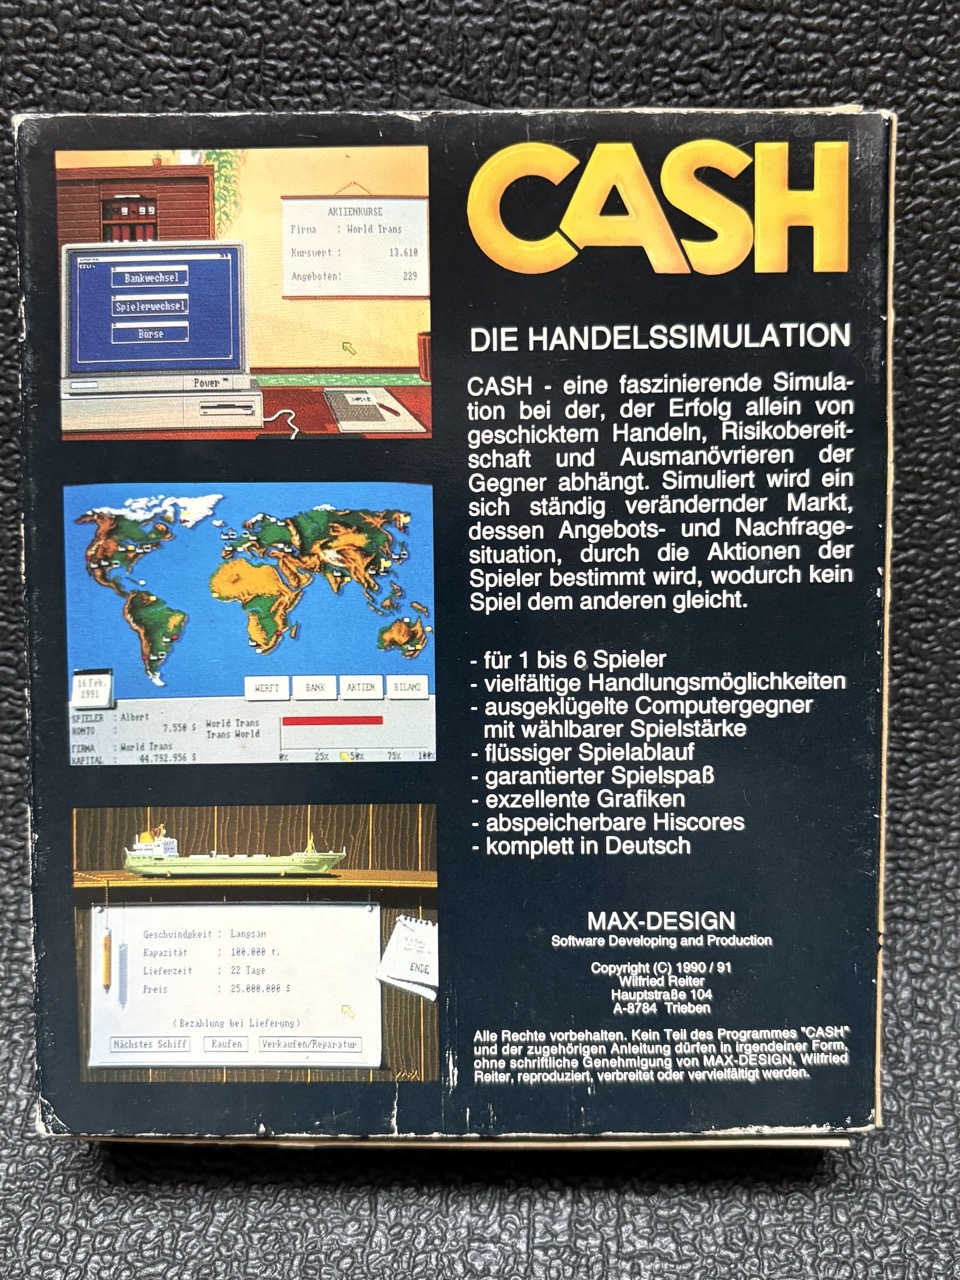 CASH
DIE HANDELSSIMULATION
CASH - eine faszinierende Simula-
tion bei der, der Erfolg allein von
geschicktem Handeln, Risikobereit-
schaft und Ausmanövrieren der
Gegner abhängt. Simuliert wird ein
sich ständig verändernder Markt,
dessen Angebots- und Nachfrage-
situation, durch die Aktionen der
Spieler bestimmt wird, wodurch kein
Spiel dem anderen gleicht.
- für 1 bis 6 Spieler
- vielfältige Handlungsmöglichkeiten
- ausgeklügelte Computergegner
mit wählbarer Spielstärke
- flüssiger Spielablauf
- garantierter Spielspaß
- exzellente Grafiken
- abspeicherbare Hiscores
- komplett in Deutsch
MAX-DESIGN
Software Developing and Production
Copyright (C) 1990 / 91
Wilfried Reiter
Hauptstraße 104
A-8784 Trieben
Alle Rechte vorbehalten. Kein Teil des Programmes "CASH"
und der zugehörigen Anleitung dürfen in irgendeiner Form,
ohne schriftliche Genehmigung von MAX-DESIGN, Wilfried
Reiter, reproduziert, verbreitet oder vervielfältigt werden.
AKTIENKURSE
Firma : World Trans
Kurswert : 13.610
Angeboten: 229
Bankwechsel
Spielerwechsel
Börse
Power
16 Feb.
1991
WERFT BANK AKTIEN BILANZ
SPIELER : Albert
KONTO : 7.550 $
FIRMA : World Trans
KAPITAL : 44.792.956 $
World Trans
Trans World
0% 25% 50% 75% 100%
Geschwindgkeit : Langsam
Kapazität : 100.000 t.
Lieferzeit : 22 Tage
Preis : 25.000.000 $
(Bezahlung bei Lieferung)
Nächstes Schiff Kaufen Verkaufen/Reparatur
ENDE